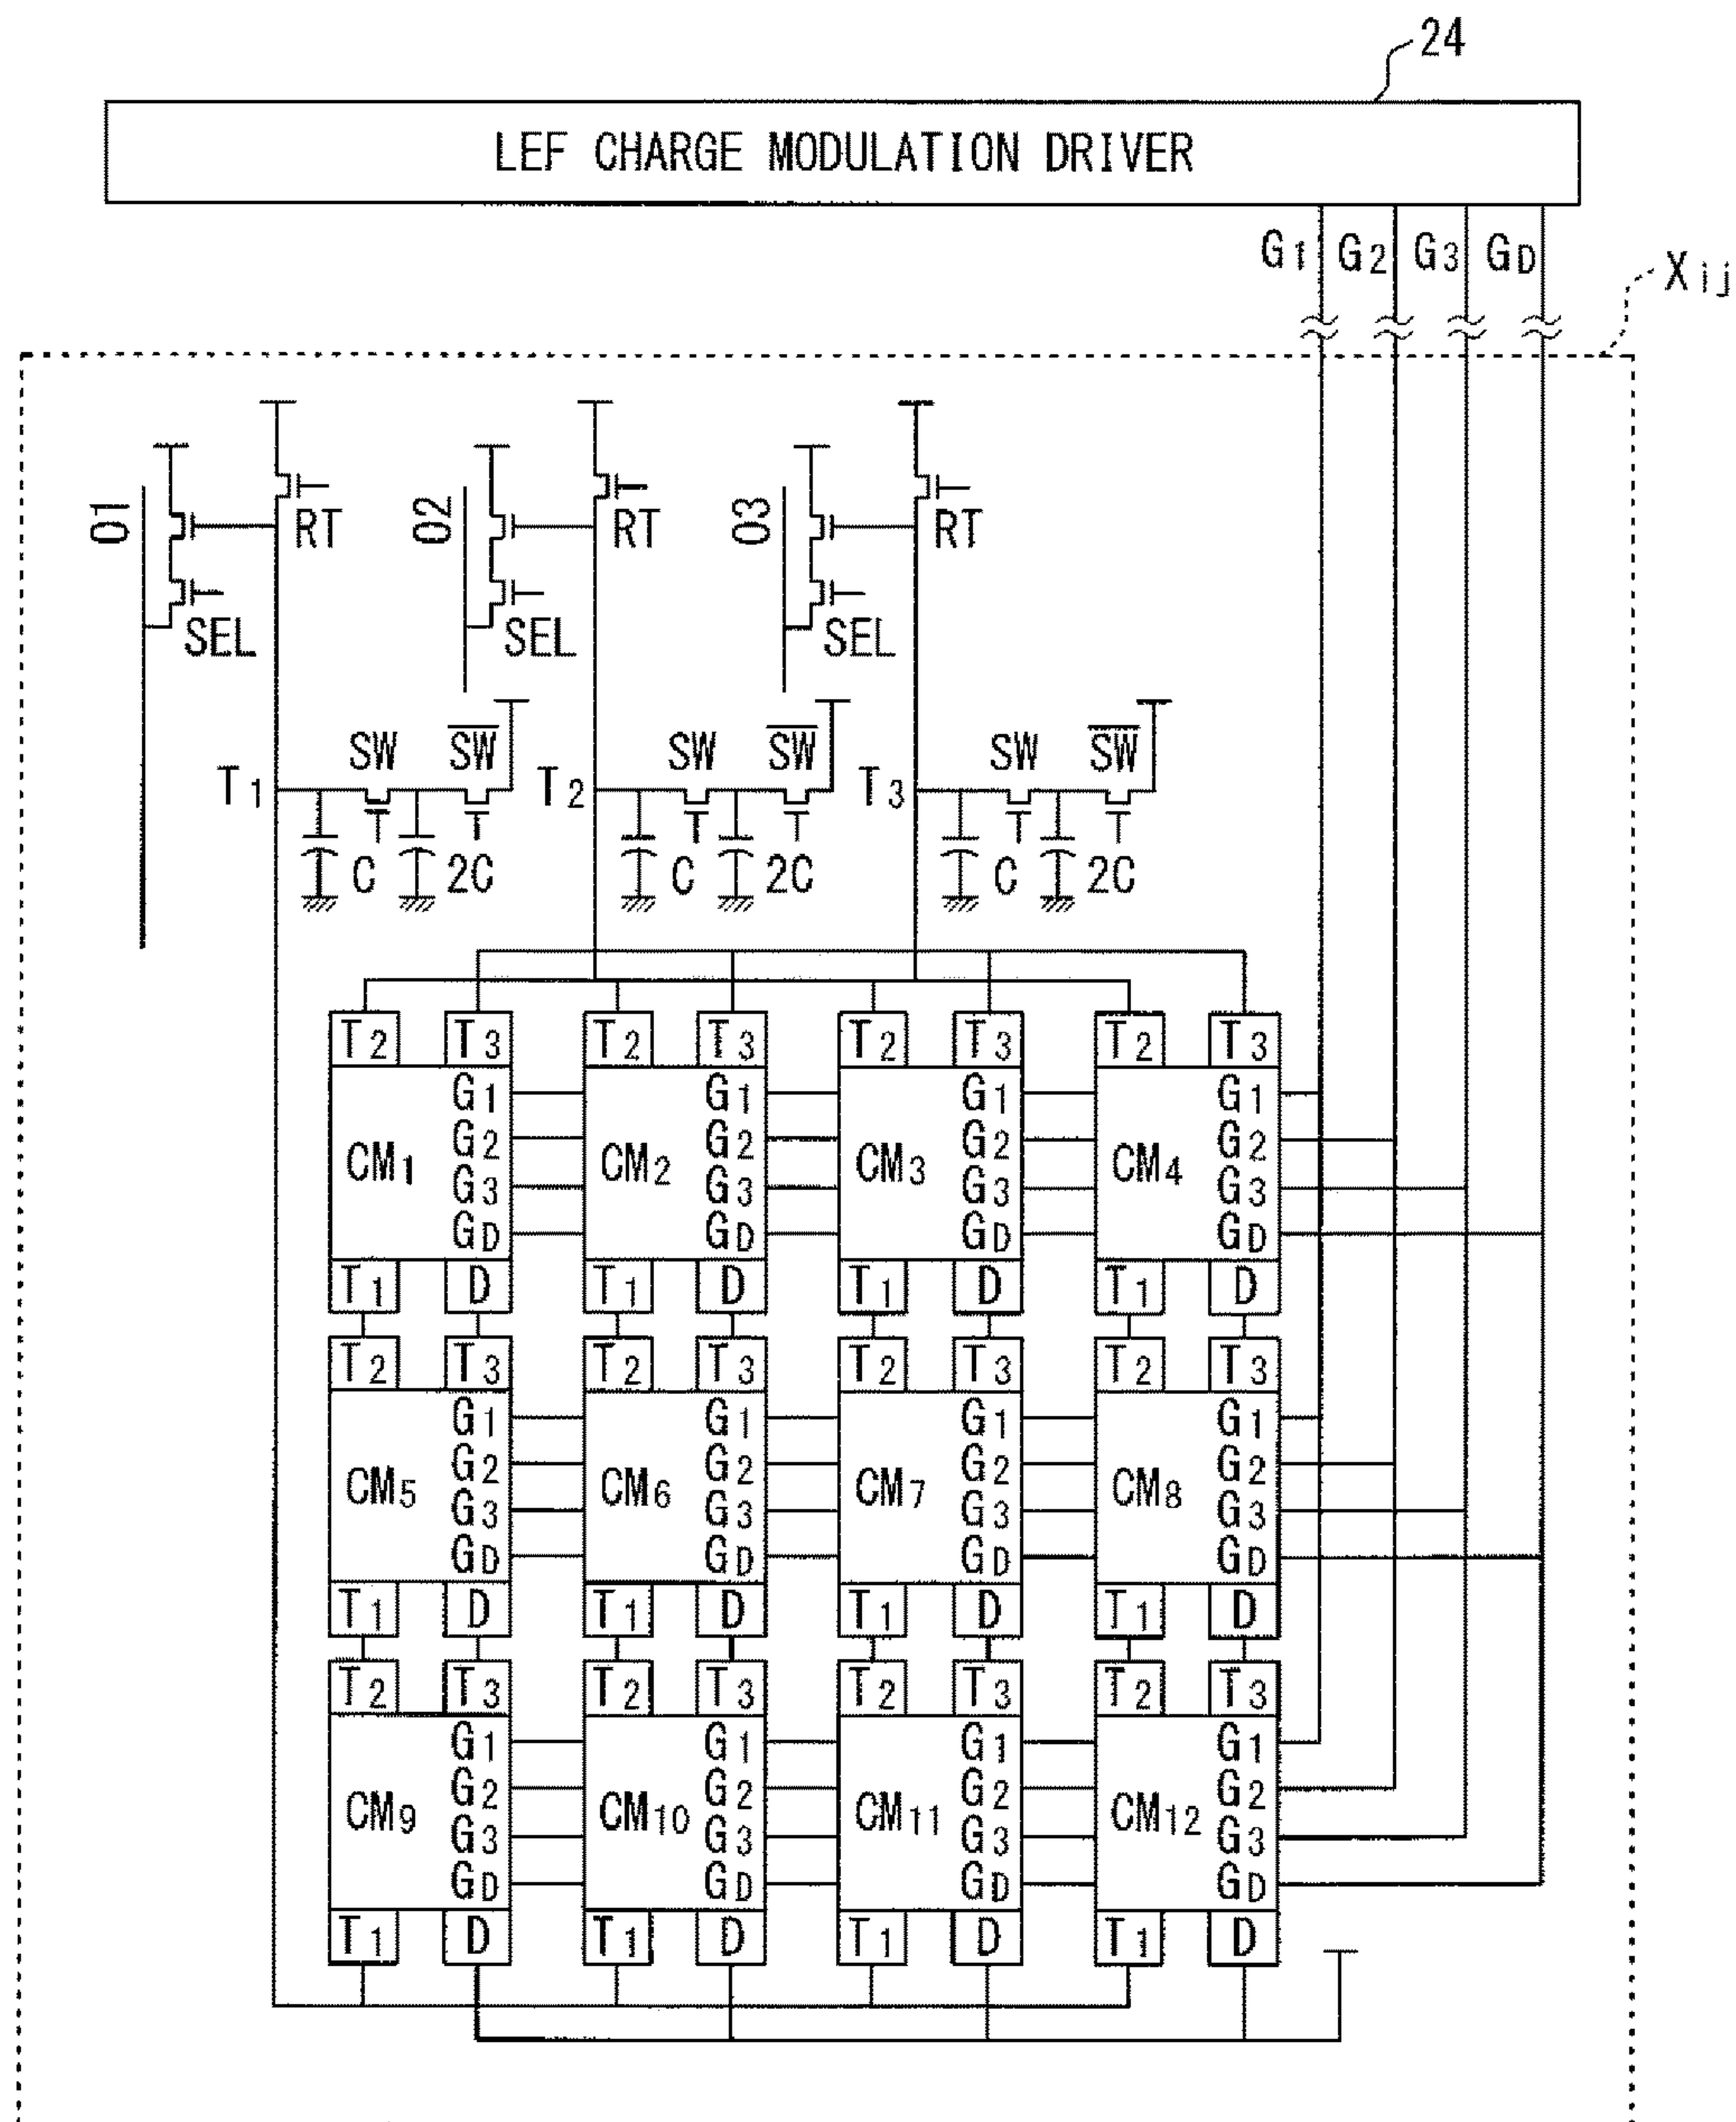 24
LEF CHARGE MODULATION DRIVER
G1 G2 G3 GD
Xij
O1 RT O2 RT O3 RT
SEL SEL SEL
SW S̅W̅ SW S̅W̅ SW S̅W̅
T1 T2 T3
C 2C C 2C C 2C
T2 T3 T2 T3 T2 T3 T2 T3
G1 G1 G1 G1
CM1 G2 CM2 G2 CM3 G2 CM4 G2
G3 G3 G3 G3
GD GD GD GD
T1 D T1 D T1 D T1 D
T2 T3 T2 T3 T2 T3 T2 T3
G1 G1 G1 G1
CM5 G2 CM6 G2 CM7 G2 CM8 G2
G3 G3 G3 G3
GD GD GD GD
T1 D T1 D T1 D T1 D
T2 T3 T2 T3 T2 T3 T2 T3
G1 G1 G1 G1
CM9 G2 CM10 G2 CM11 G2 CM12 G2
G3 G3 G3 G3
GD GD GD GD
T1 D T1 D T1 D T1 D